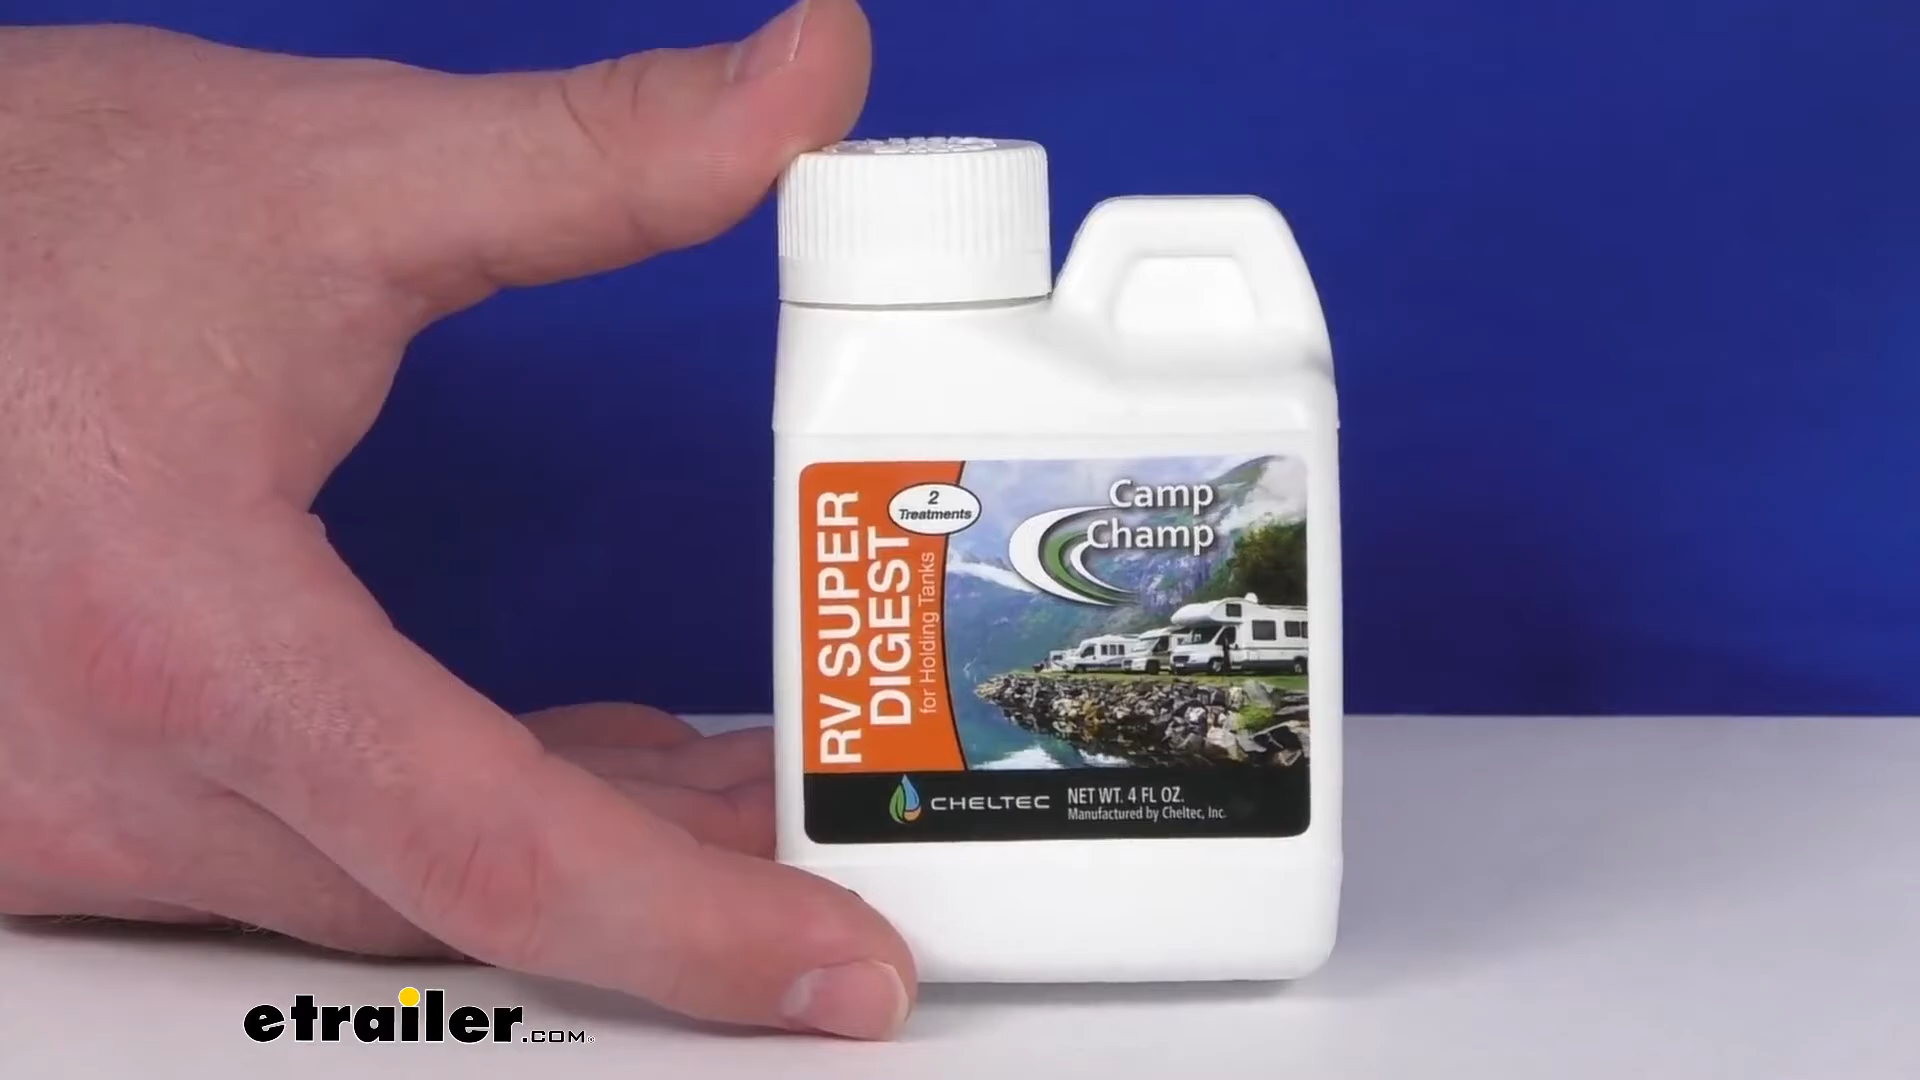 2
Treatments
Camp
Champ
RV SUPER
DIGEST
for Holding Tanks
CHELTEC
NET WT. 4 FL OZ.
Manufactured by Cheltec, Inc.
etrailer.COM